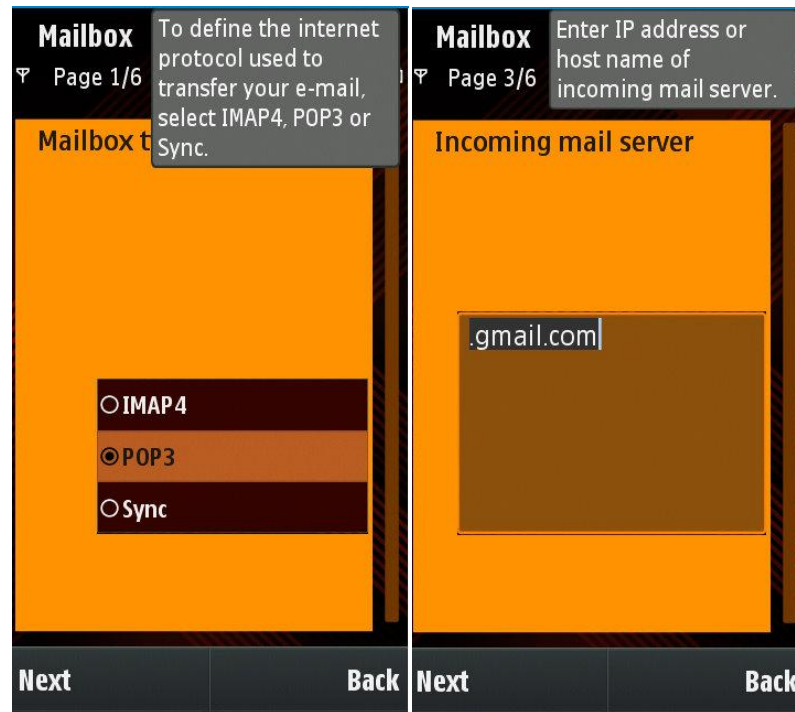 Mailbox
Page 1/6
To define the internet
protocol used to
transfer your e-mail,
select IMAP4, POP3 or
Sync.
Mailbox t
IMAP4
POP3
Sync
Next
Back
Mailbox
Page 3/6
Enter IP address or
host name of
incoming mail server.
Incoming mail server
.gmail.com
Next
Back